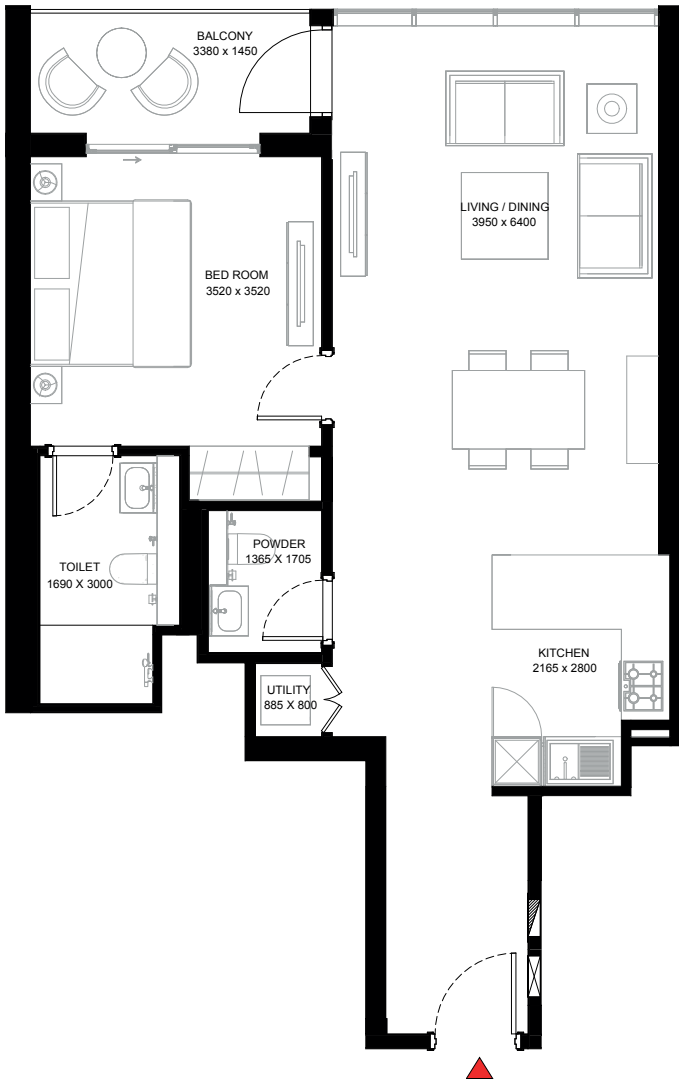 BALCONY
3380 x 1450
LIVING / DINING
3950 x 6400
BED ROOM
3520 x 3520
POWDER
1365 X 1705
TOILET
1690 X 3000
KITCHEN
2165 x 2800
UTILITY
885 X 800